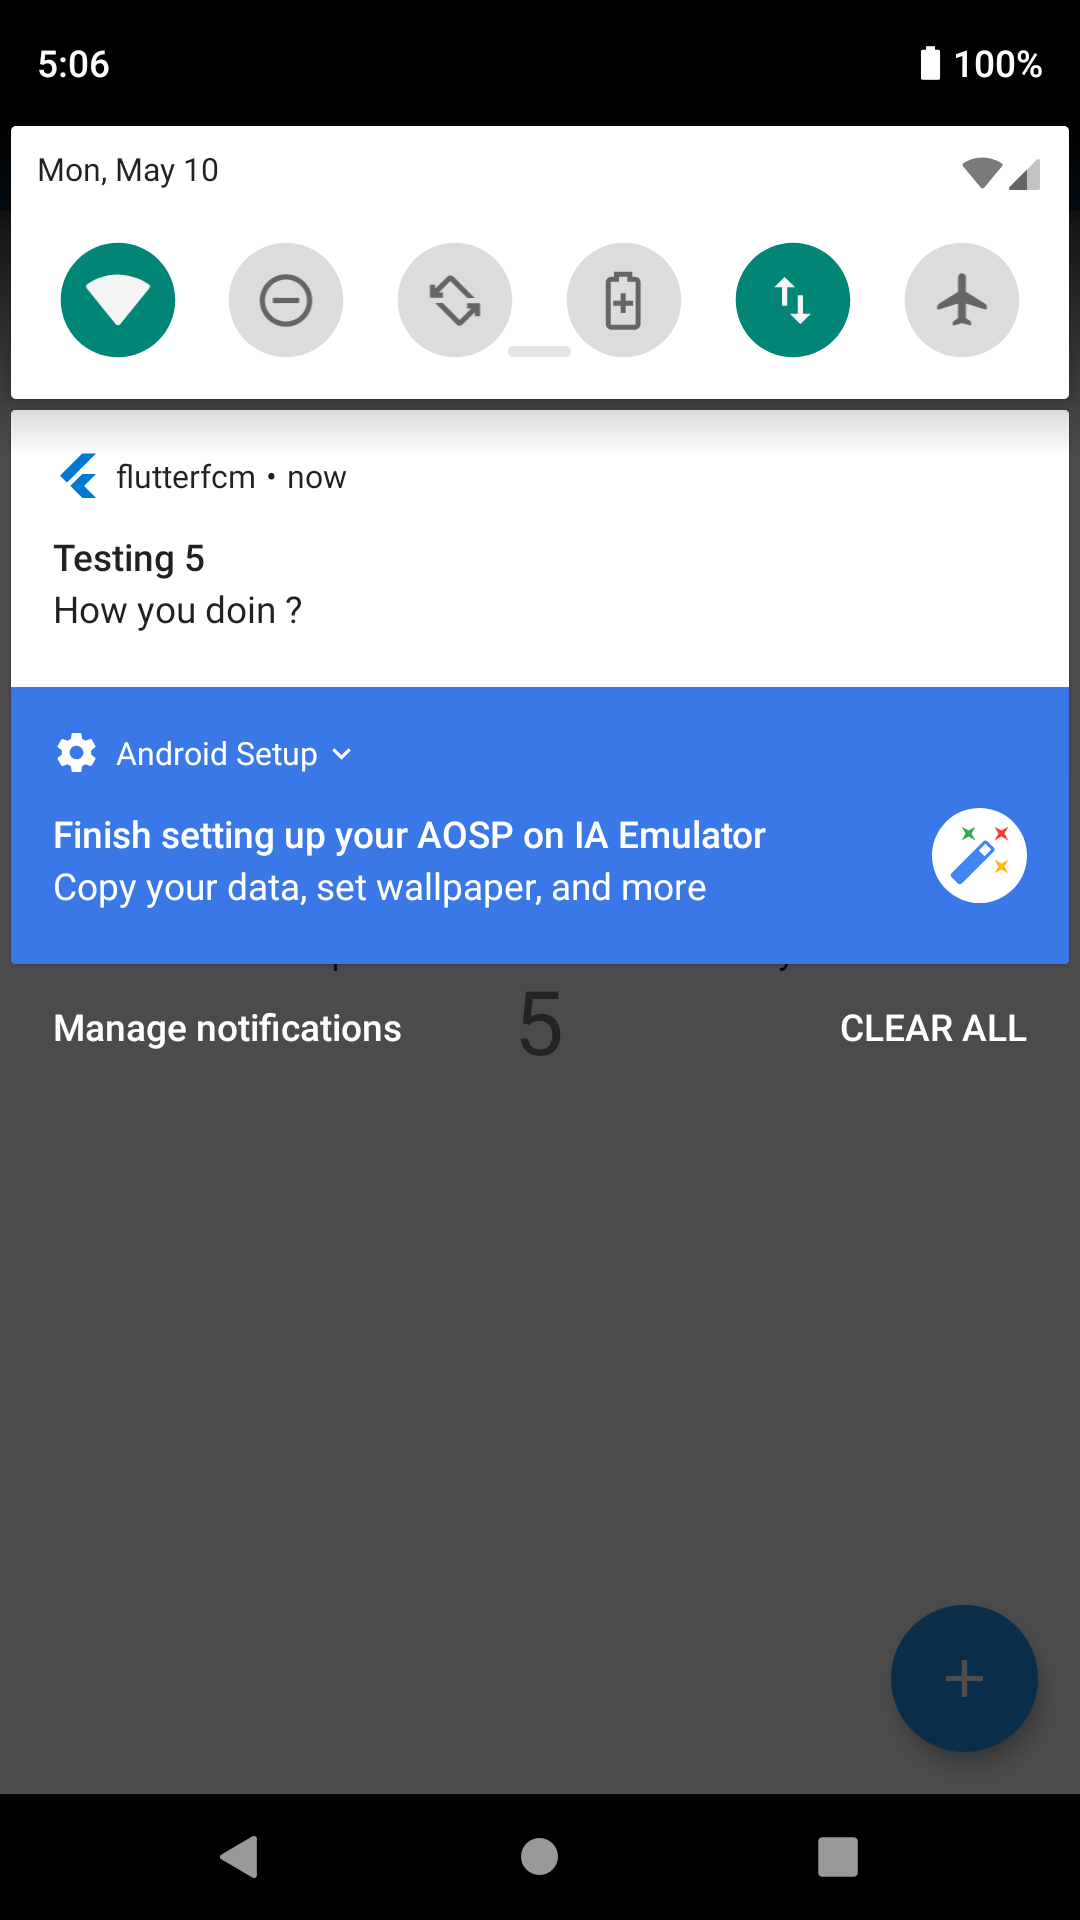 5:06 100%
Mon, May 10
flutterfcm • now
Testing 5
How you doin ?
Android Setup
Finish setting up your AOSP on IA Emulator
Copy your data, set wallpaper, and more
Manage notifications 5 CLEAR ALL